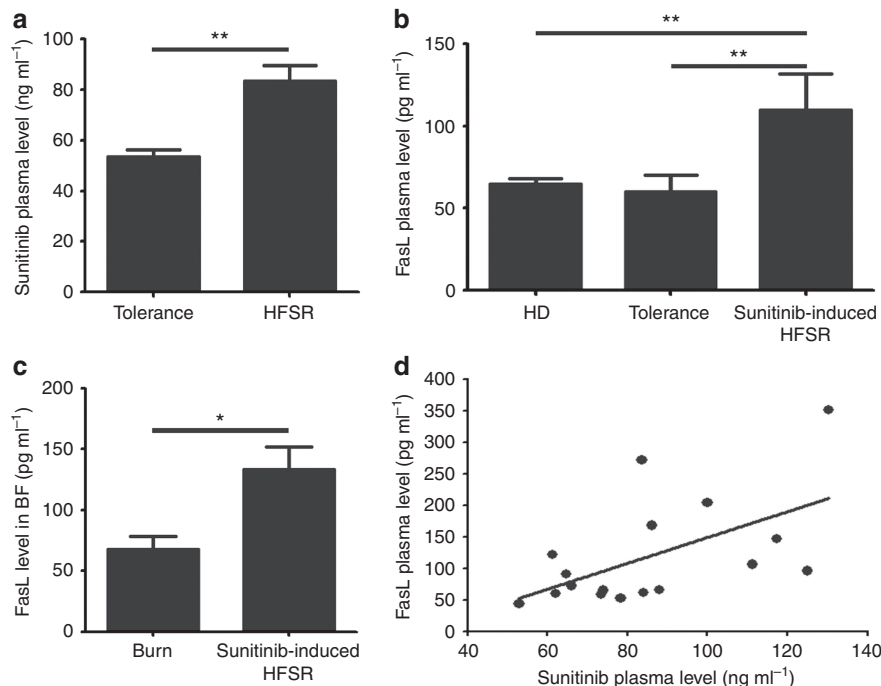 a
Sunitinib plasma level (ng ml⁻¹)
100
80
60
40
20
0
**
Tolerance
HFSR
b
FasL plasma level (pg ml⁻¹)
150
100
50
0
**
**
HD
Tolerance
Sunitinib-induced
HFSR
c
FasL level in BF (pg ml⁻¹)
200
150
100
50
0
*
Burn
Sunitinib-induced
HFSR
d
FasL plasma level (pg ml⁻¹)
400
350
300
250
200
150
100
50
0
40
60
80
100
120
140
Sunitinib plasma level (ng ml⁻¹)